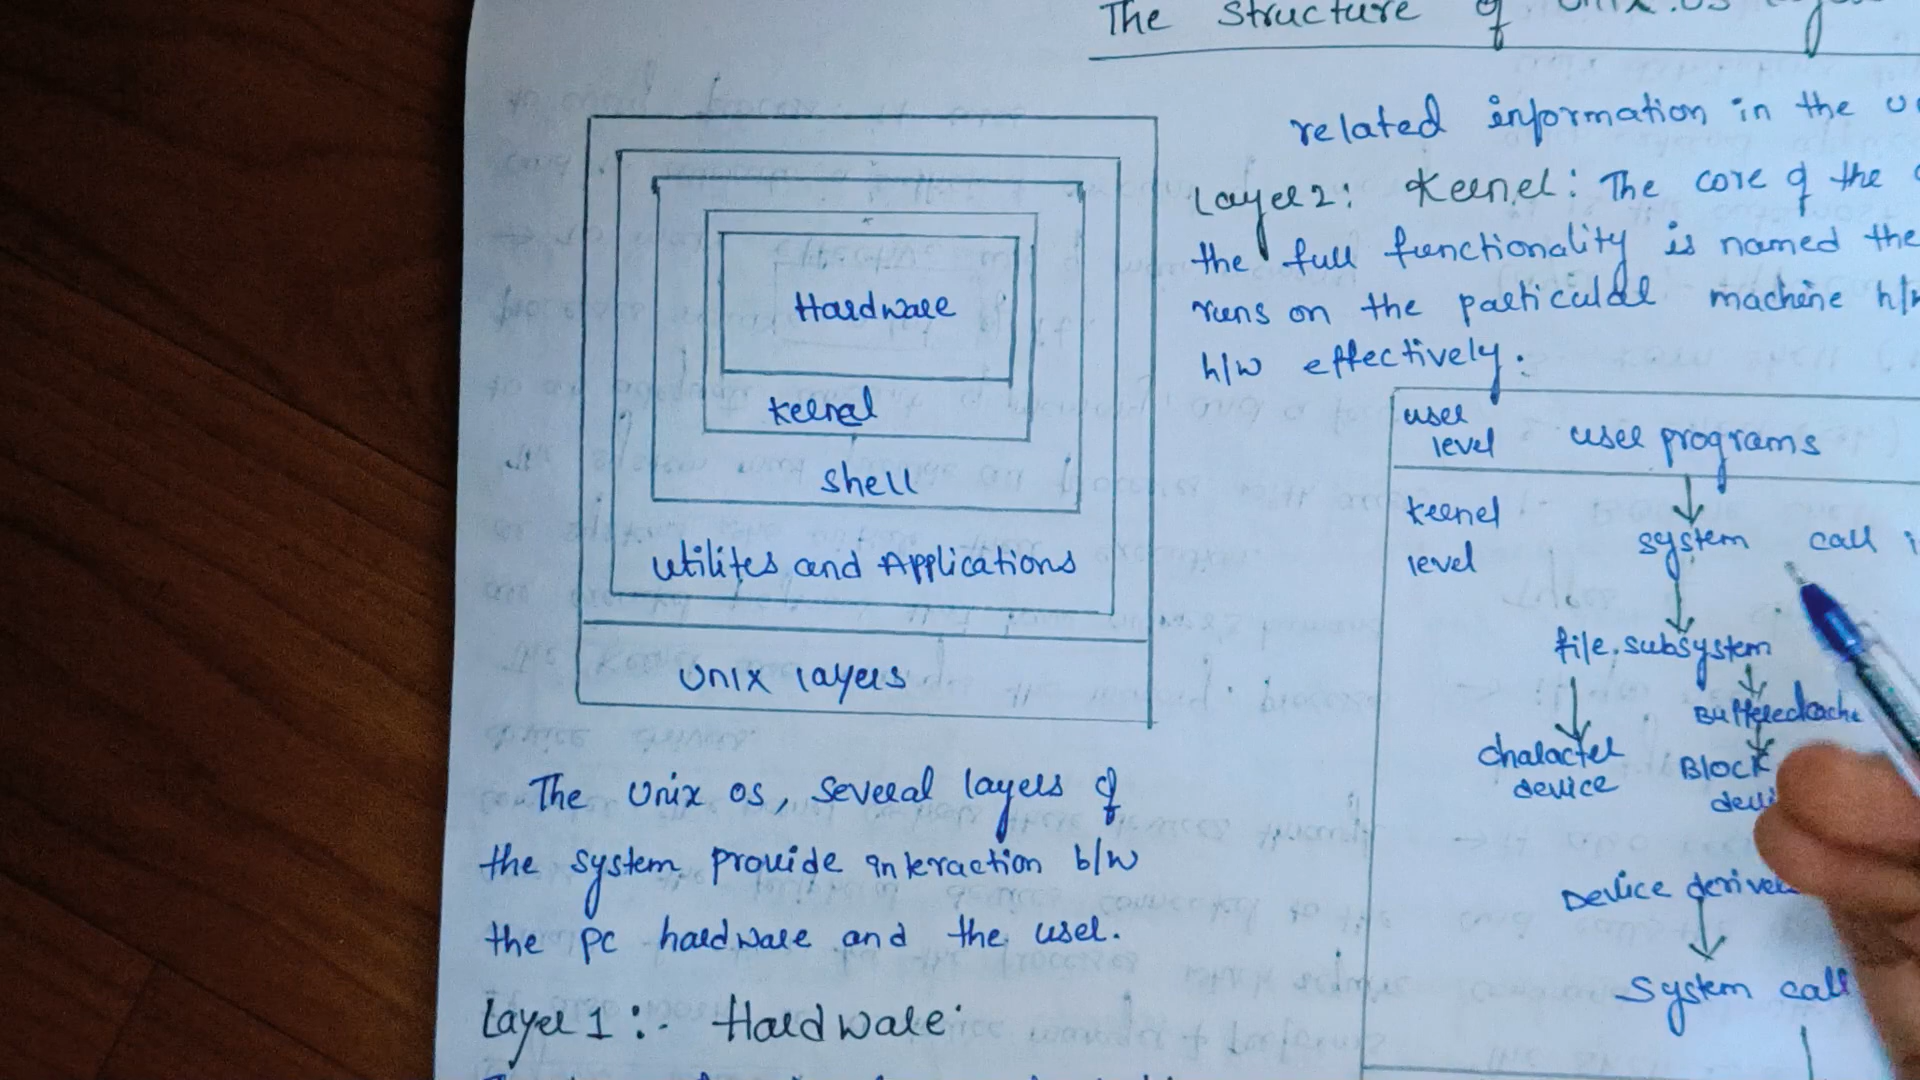 The Structure of Unix OS
Hardware
Kernal
Shell
Utilites and Applications
Unix layers
The Unix OS, Several layers of
the system provide interaction b/w
the pc hardware and the user.
Layer 1 :- Hardware
related information in the
Layer 2: Kernel: The core of the
the full functionality is named the
runs on the particular machine
h/w effectively.
user
level
user programs
Kernel
level
system call
file.subsystem
Bufferedcache
Character
device
Block
Device deriver
System call